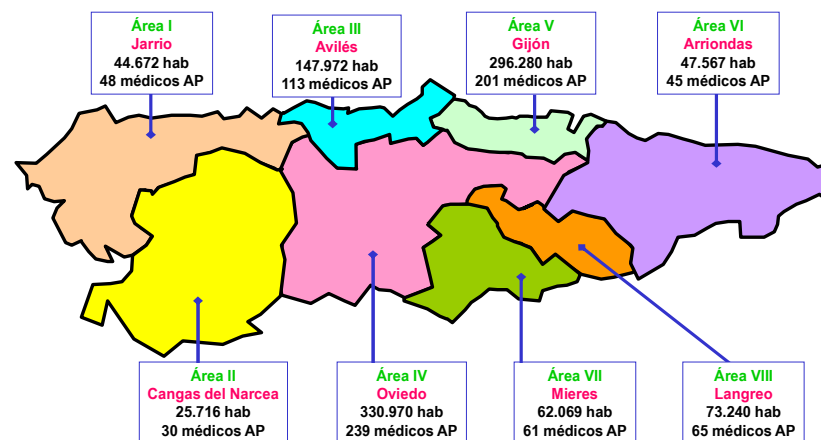 Área I
Jarrio
44.672 hab
48 médicos AP
Área III
Avilés
147.972 hab
113 médicos AP
Área V
Gijón
296.280 hab
201 médicos AP
Área VI
Arriondas
47.567 hab
45 médicos AP
Área II
Cangas del Narcea
25.716 hab
30 médicos AP
Área IV
Oviedo
330.970 hab
239 médicos AP
Área VII
Mieres
62.069 hab
61 médicos AP
Área VIII
Langreo
73.240 hab
65 médicos AP